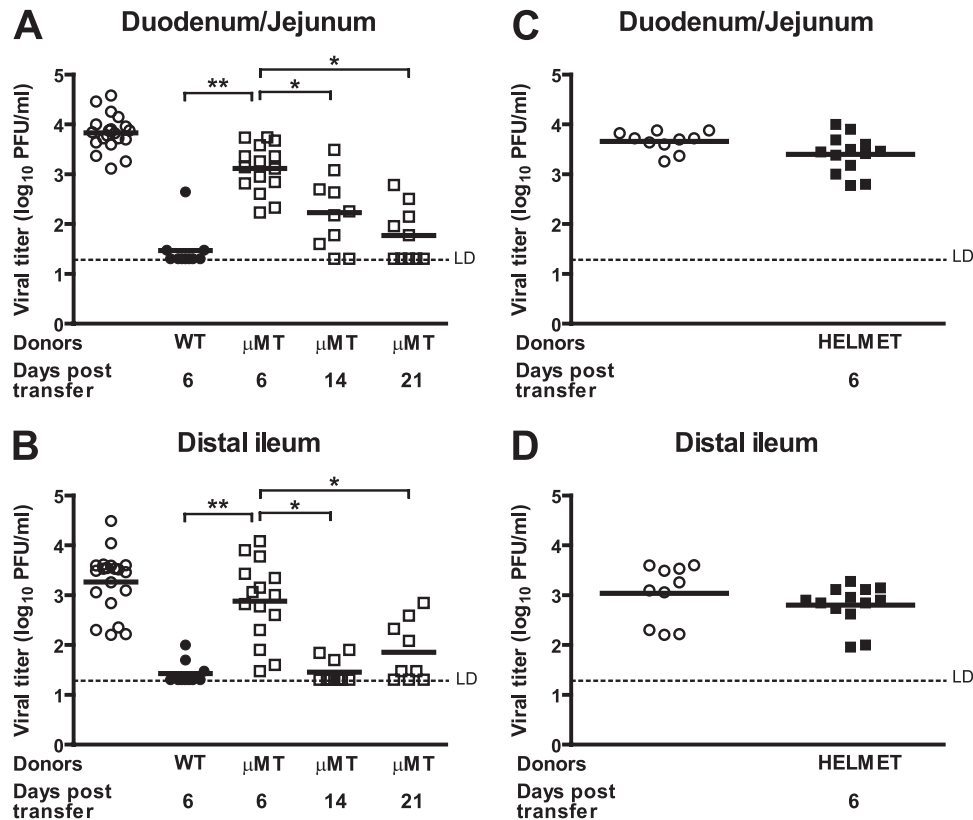 A
Duodenum/Jejunum
Viral titer (log10 PFU/ml)
5
4
3
2
1
0
**
*
*
LD
Donors WT μMT μMT μMT
Days post
transfer 6 6 14 21
C
Duodenum/Jejunum
Viral titer (log10 PFU/ml)
5
4
3
2
1
0
LD
Donors HELMET
Days post
transfer 6
B
Distal ileum
Viral titer (log10 PFU/ml)
5
4
3
2
1
0
**
*
*
LD
Donors WT μMT μMT μMT
Days post
transfer 6 6 14 21
D
Distal ileum
Viral titer (log10 PFU/ml)
5
4
3
2
1
0
LD
Donors HELMET
Days post
transfer 6